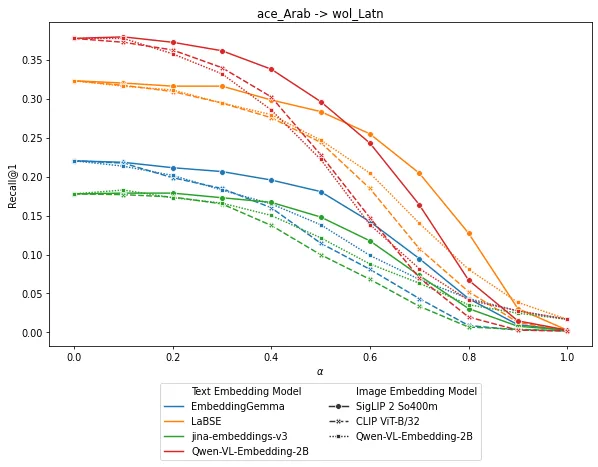 ace_Arab -> wol_Latn
Recall@1
0.35
0.30
0.25
0.20
0.15
0.10
0.05
0.00
0.0 0.2 0.4 0.6 0.8 1.0
α
Text Embedding Model Image Embedding Model
EmbeddingGemma SigLIP 2 So400m
LaBSE CLIP ViT-B/32
jina-embeddings-v3 Qwen-VL-Embedding-2B
Qwen-VL-Embedding-2B